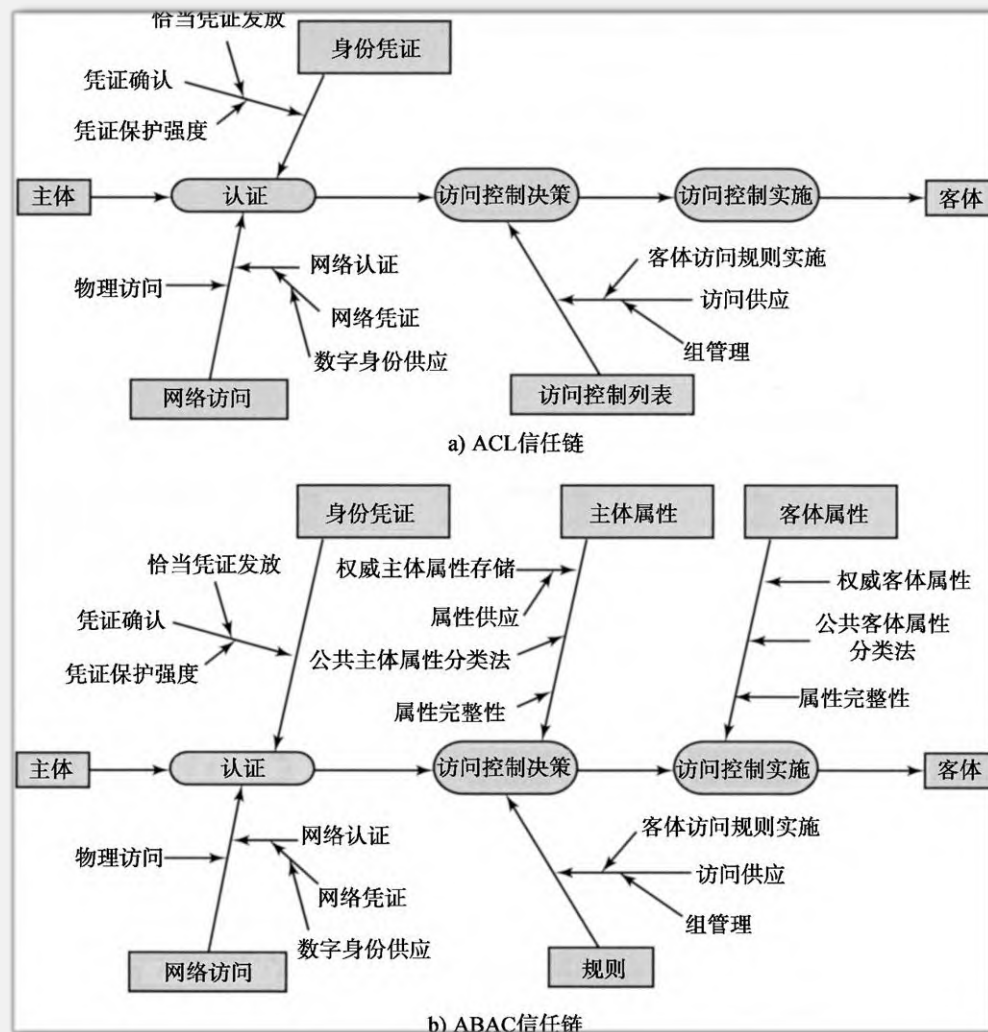 恰当凭证发放
身份凭证
凭证确认
凭证保护强度
主体
认证
访问控制决策
访问控制实施
客体
网络认证
物理访问
网络凭证
数字身份供应
客体访问规则实施
访问供应
组管理
网络访问
访问控制列表
a) ACL信任链
身份凭证
主体属性
客体属性
恰当凭证发放
凭证确认
凭证保护强度
权威主体属性存储
属性供应
公共主体属性分类法
属性完整性
权威客体属性
公共客体属性
分类法
属性完整性
主体
认证
访问控制决策
访问控制实施
客体
网络认证
物理访问
网络凭证
数字身份供应
客体访问规则实施
访问供应
组管理
网络访问
规则
b) ABAC信任链